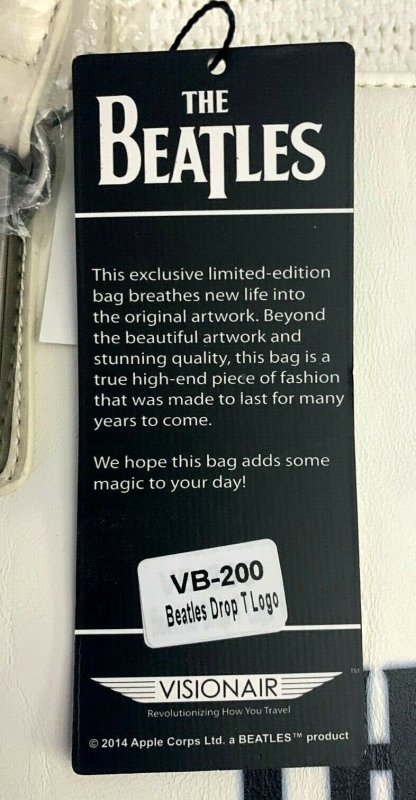 THE
BEATLES
This exclusive limited-edition
bag breathes new life into
the original artwork. Beyond
the beautiful artwork and
stunning quality, this bag is a
true high-end piece of fashion
that was made to last for many
years to come.
We hope this bag adds some
magic to your day!
VB-200
Beatles Drop T Logo
VISIONAIR
TM
Revolutionizing How You Travel
© 2014 Apple Corps Ltd. a BEATLES™ product